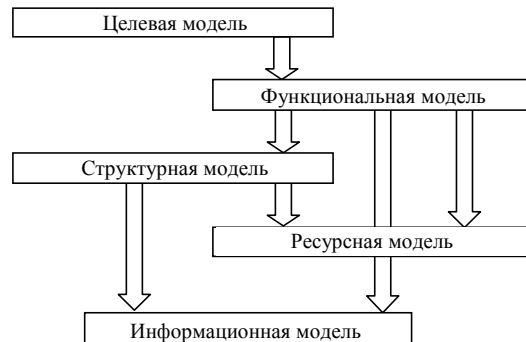 Целевая модель
Функциональная модель
Структурная модель
Ресурсная модель
Информационная модель